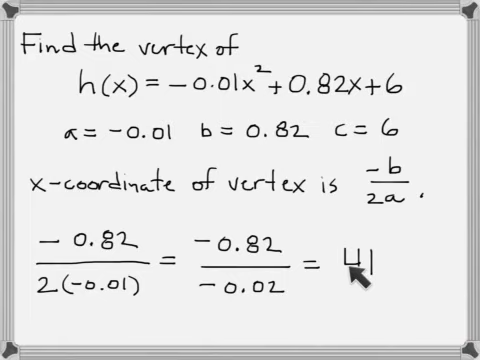 Find the vertex of
h(x) = -0.01x² + 0.82x + 6
a = -0.01 b = 0.82 c = 6
x-coordinate of vertex is -b/2a.
-0.82/2(-0.01) = -0.82/-0.02 = 41